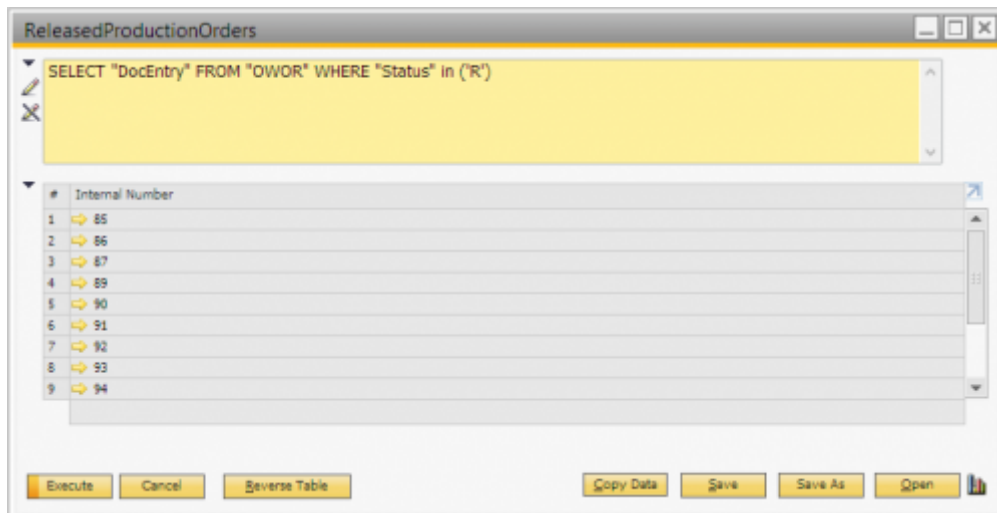 ReleasedProductionOrders
SELECT "DocEntry" FROM "OWOR" WHERE "Status" in ('R')
# Internal Number
1 85
2 86
3 87
4 89
5 90
6 91
7 92
8 93
9 94
Execute Cancel Reverse Table Copy Data Save Save As Open